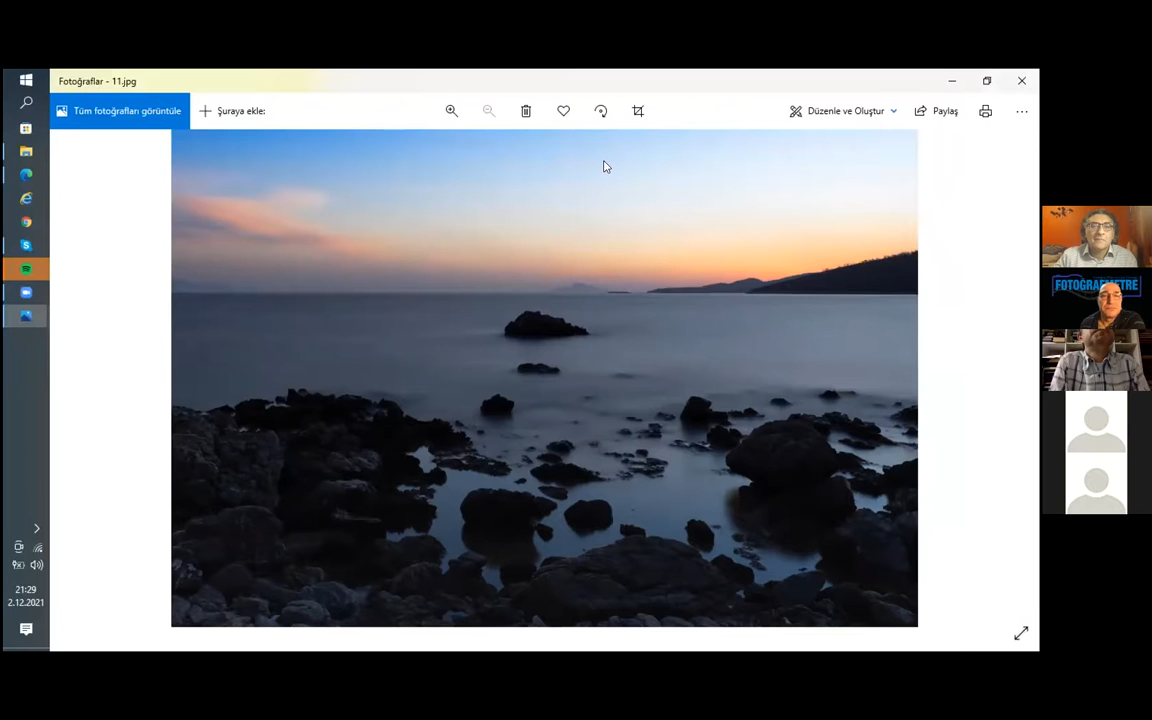 Fotoğraflar - 11.jpg
Tüm fotoğrafları görüntüle
Şuraya ekle:
Düzenle ve Oluştur
Paylaş
FOTOGRAFMETRE
21:29
2.12.2021